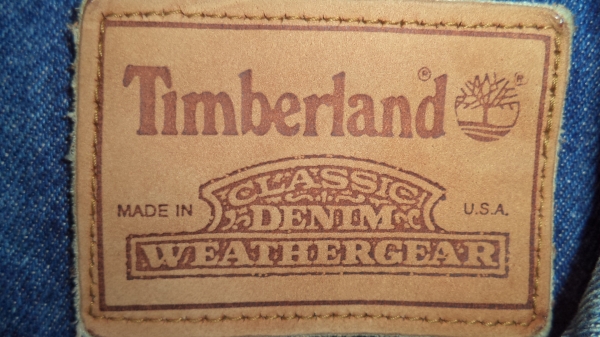 Timberland®
®
CLASSIC
MADE IN DENIM U.S.A.
WEATHERGEAR